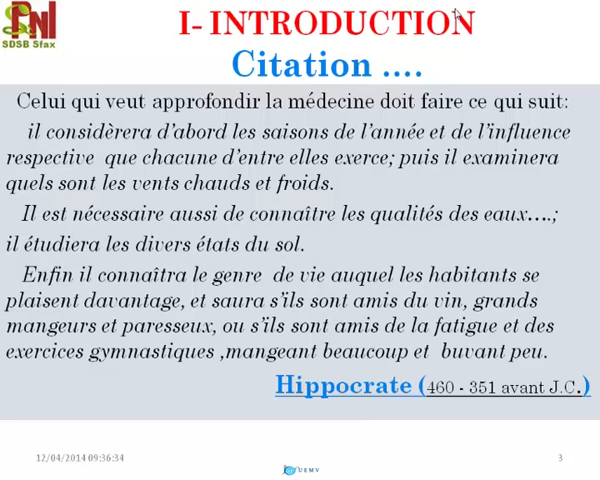 PNI
SDSB Sfax
I- INTRODUCTION
Citation ....
Celui qui veut approfondir la médecine doit faire ce qui suit:
il considèrera d’abord les saisons de l’année et de l’influence
respective que chacune d’entre elles exerce; puis il examinera
quels sont les vents chauds et froids.
Il est nécessaire aussi de connaître les qualités des eaux….;
il étudiera les divers états du sol.
Enfin il connaîtra le genre de vie auquel les habitants se
plaisent davantage, et saura s’ils sont amis du vin, grands
mangeurs et paresseux, ou s’ils sont amis de la fatigue et des
exercices gymnastiques ,mangeant beaucoup et buvant peu.
Hippocrate (460 - 351 avant J.C.)
12/04/2014 09:36:34
3
UEMV